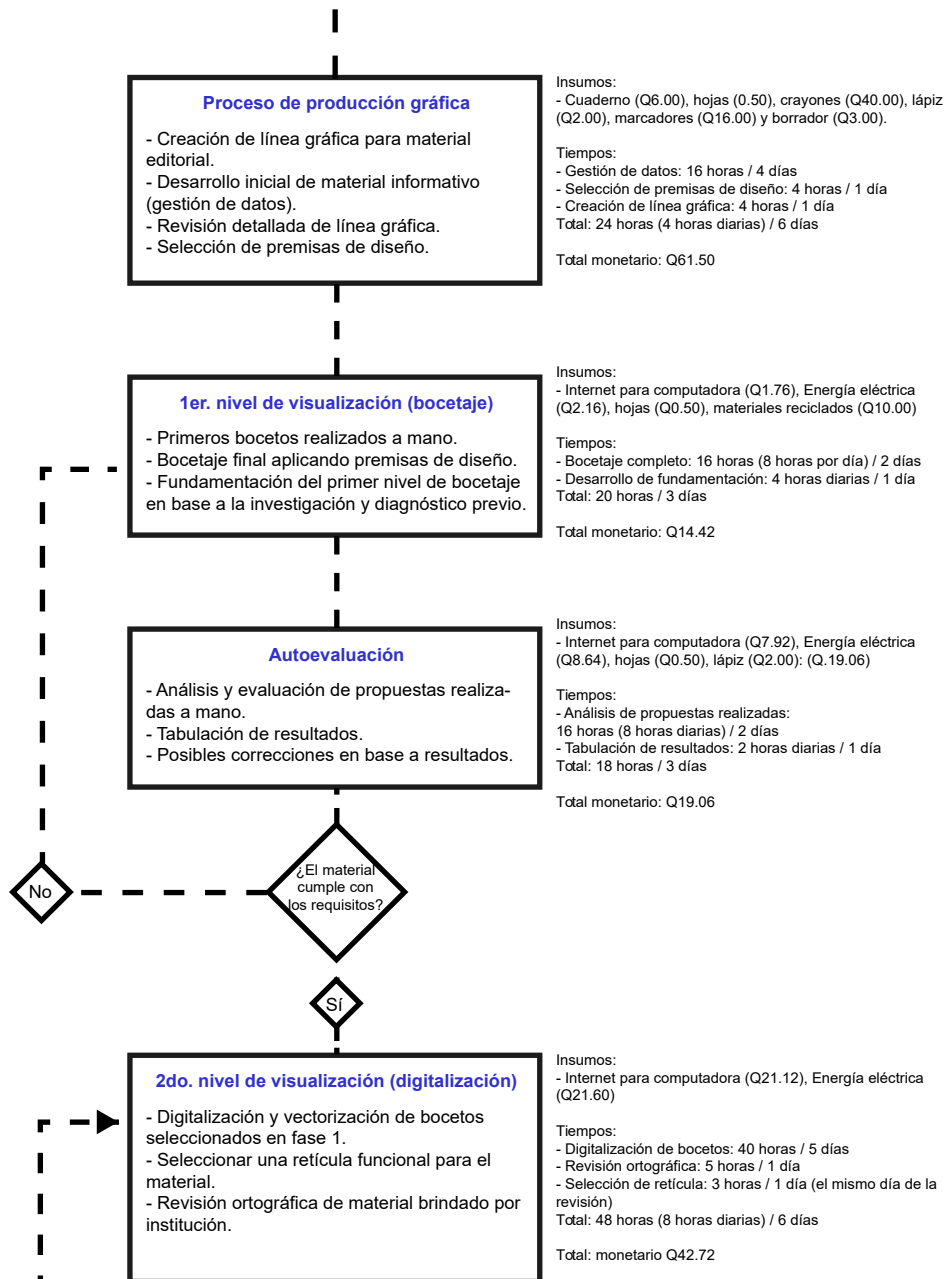 Proceso de producción gráfica
- Creación de línea gráfica para material
editorial.
- Desarrollo inicial de material informativo
(gestión de datos).
- Revisión detallada de línea gráfica.
- Selección de premisas de diseño.
Insumos:
- Cuaderno (Q6.00), hojas (0.50), crayones (Q40.00), lápiz
(Q2.00), marcadores (Q16.00) y borrador (Q3.00).
Tiempos:
- Gestión de datos: 16 horas / 4 días
- Selección de premisas de diseño: 4 horas / 1 día
- Creación de línea gráfica: 4 horas / 1 día
Total: 24 horas (4 horas diarias) / 6 días
Total monetario: Q61.50
1er. nivel de visualización (bocetaje)
- Primeros bocetos realizados a mano.
- Bocetaje final aplicando premisas de diseño.
- Fundamentación del primer nivel de bocetaje
en base a la investigación y diagnóstico previo.
Insumos:
- Internet para computadora (Q1.76), Energía eléctrica
(Q2.16), hojas (Q0.50), materiales reciclados (Q10.00)
Tiempos:
- Bocetaje completo: 16 horas (8 horas por día) / 2 días
- Desarrollo de fundamentación: 4 horas diarias / 1 día
Total: 20 horas / 3 días
Total monetario: Q14.42
Autoevaluación
- Análisis y evaluación de propuestas realiza-
das a mano.
- Tabulación de resultados.
- Posibles correcciones en base a resultados.
Insumos:
- Internet para computadora (Q7.92), Energía eléctrica
(Q8.64), hojas (Q0.50), lápiz (Q2.00): (Q.19.06)
Tiempos:
- Análisis de propuestas realizadas:
16 horas (8 horas diarias) / 2 días
- Tabulación de resultados: 2 horas diarias / 1 día
Total: 18 horas / 3 días
Total monetario: Q19.06
¿El material
cumple con
los requisitos?
No
Sí
2do. nivel de visualización (digitalización)
- Digitalización y vectorización de bocetos
seleccionados en fase 1.
- Seleccionar una retícula funcional para el
material.
- Revisión ortográfica de material brindado por
institución.
Insumos:
- Internet para computadora (Q21.12), Energía eléctrica
(Q21.60)
Tiempos:
- Digitalización de bocetos: 40 horas / 5 días
- Revisión ortográfica: 5 horas / 1 día
- Selección de retícula: 3 horas / 1 día (el mismo día de la
revisión)
Total: 48 horas (8 horas diarias) / 6 días
Total: monetario Q42.72